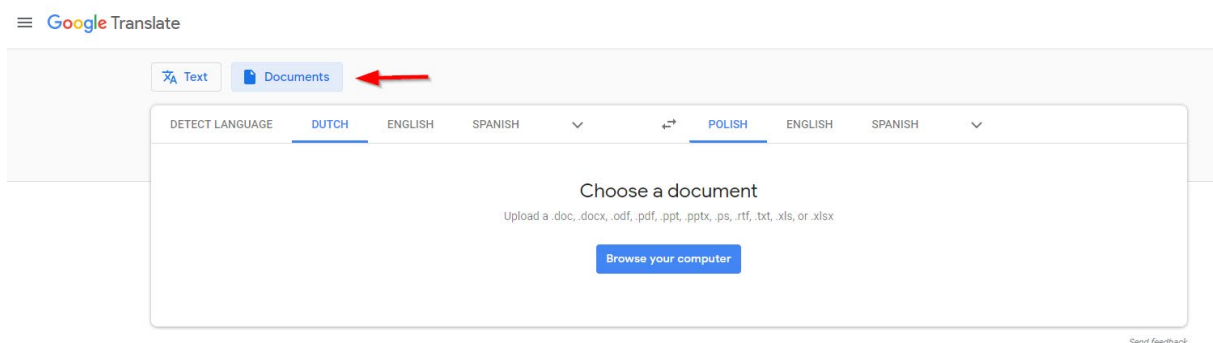 Google Translate
Text Documents
DETECT LANGUAGE DUTCH ENGLISH SPANISH POLISH ENGLISH SPANISH
Choose a document
Upload a .doc, .docx, .odf, .pdf, .ppt, .pptx, .ps, .rtf, .txt, .xls, or .xlsx
Browse your computer
Send feedback